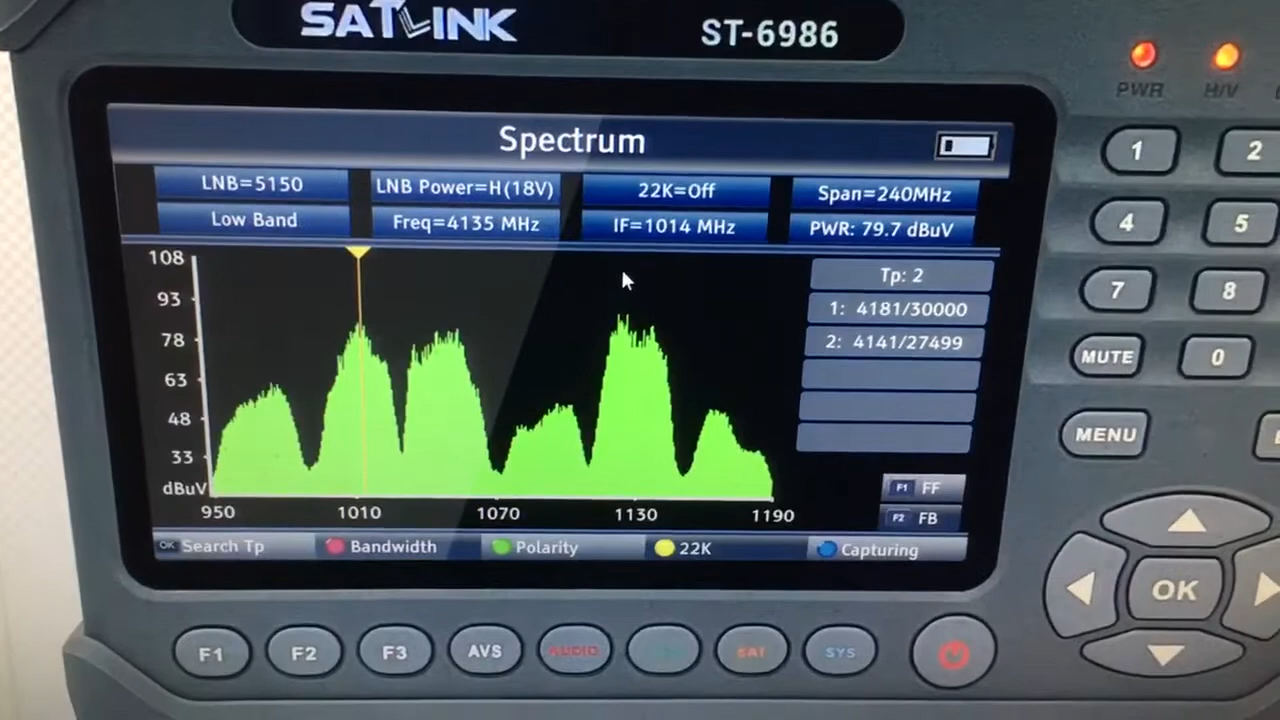 SATLINK ST-6986
PWR H/V
Spectrum
LNB=5150 LNB Power=H(18V) 22K=Off Span=240MHz
Low Band Freq=4135 MHz IF=1014 MHz PWR: 79.7 dBuV
108
93
78
63
48
33
dBuV
950 1010 1070 1130 1190
Tp: 2
1: 4181/30000
2: 4141/27499
F1 FF
F2 FB
OK Search Tp Bandwidth Polarity 22K Capturing
1 2
4 5
7 8
MUTE 0
MENU
OK
F1 F2 F3 AVS AUDIO SAT SYS